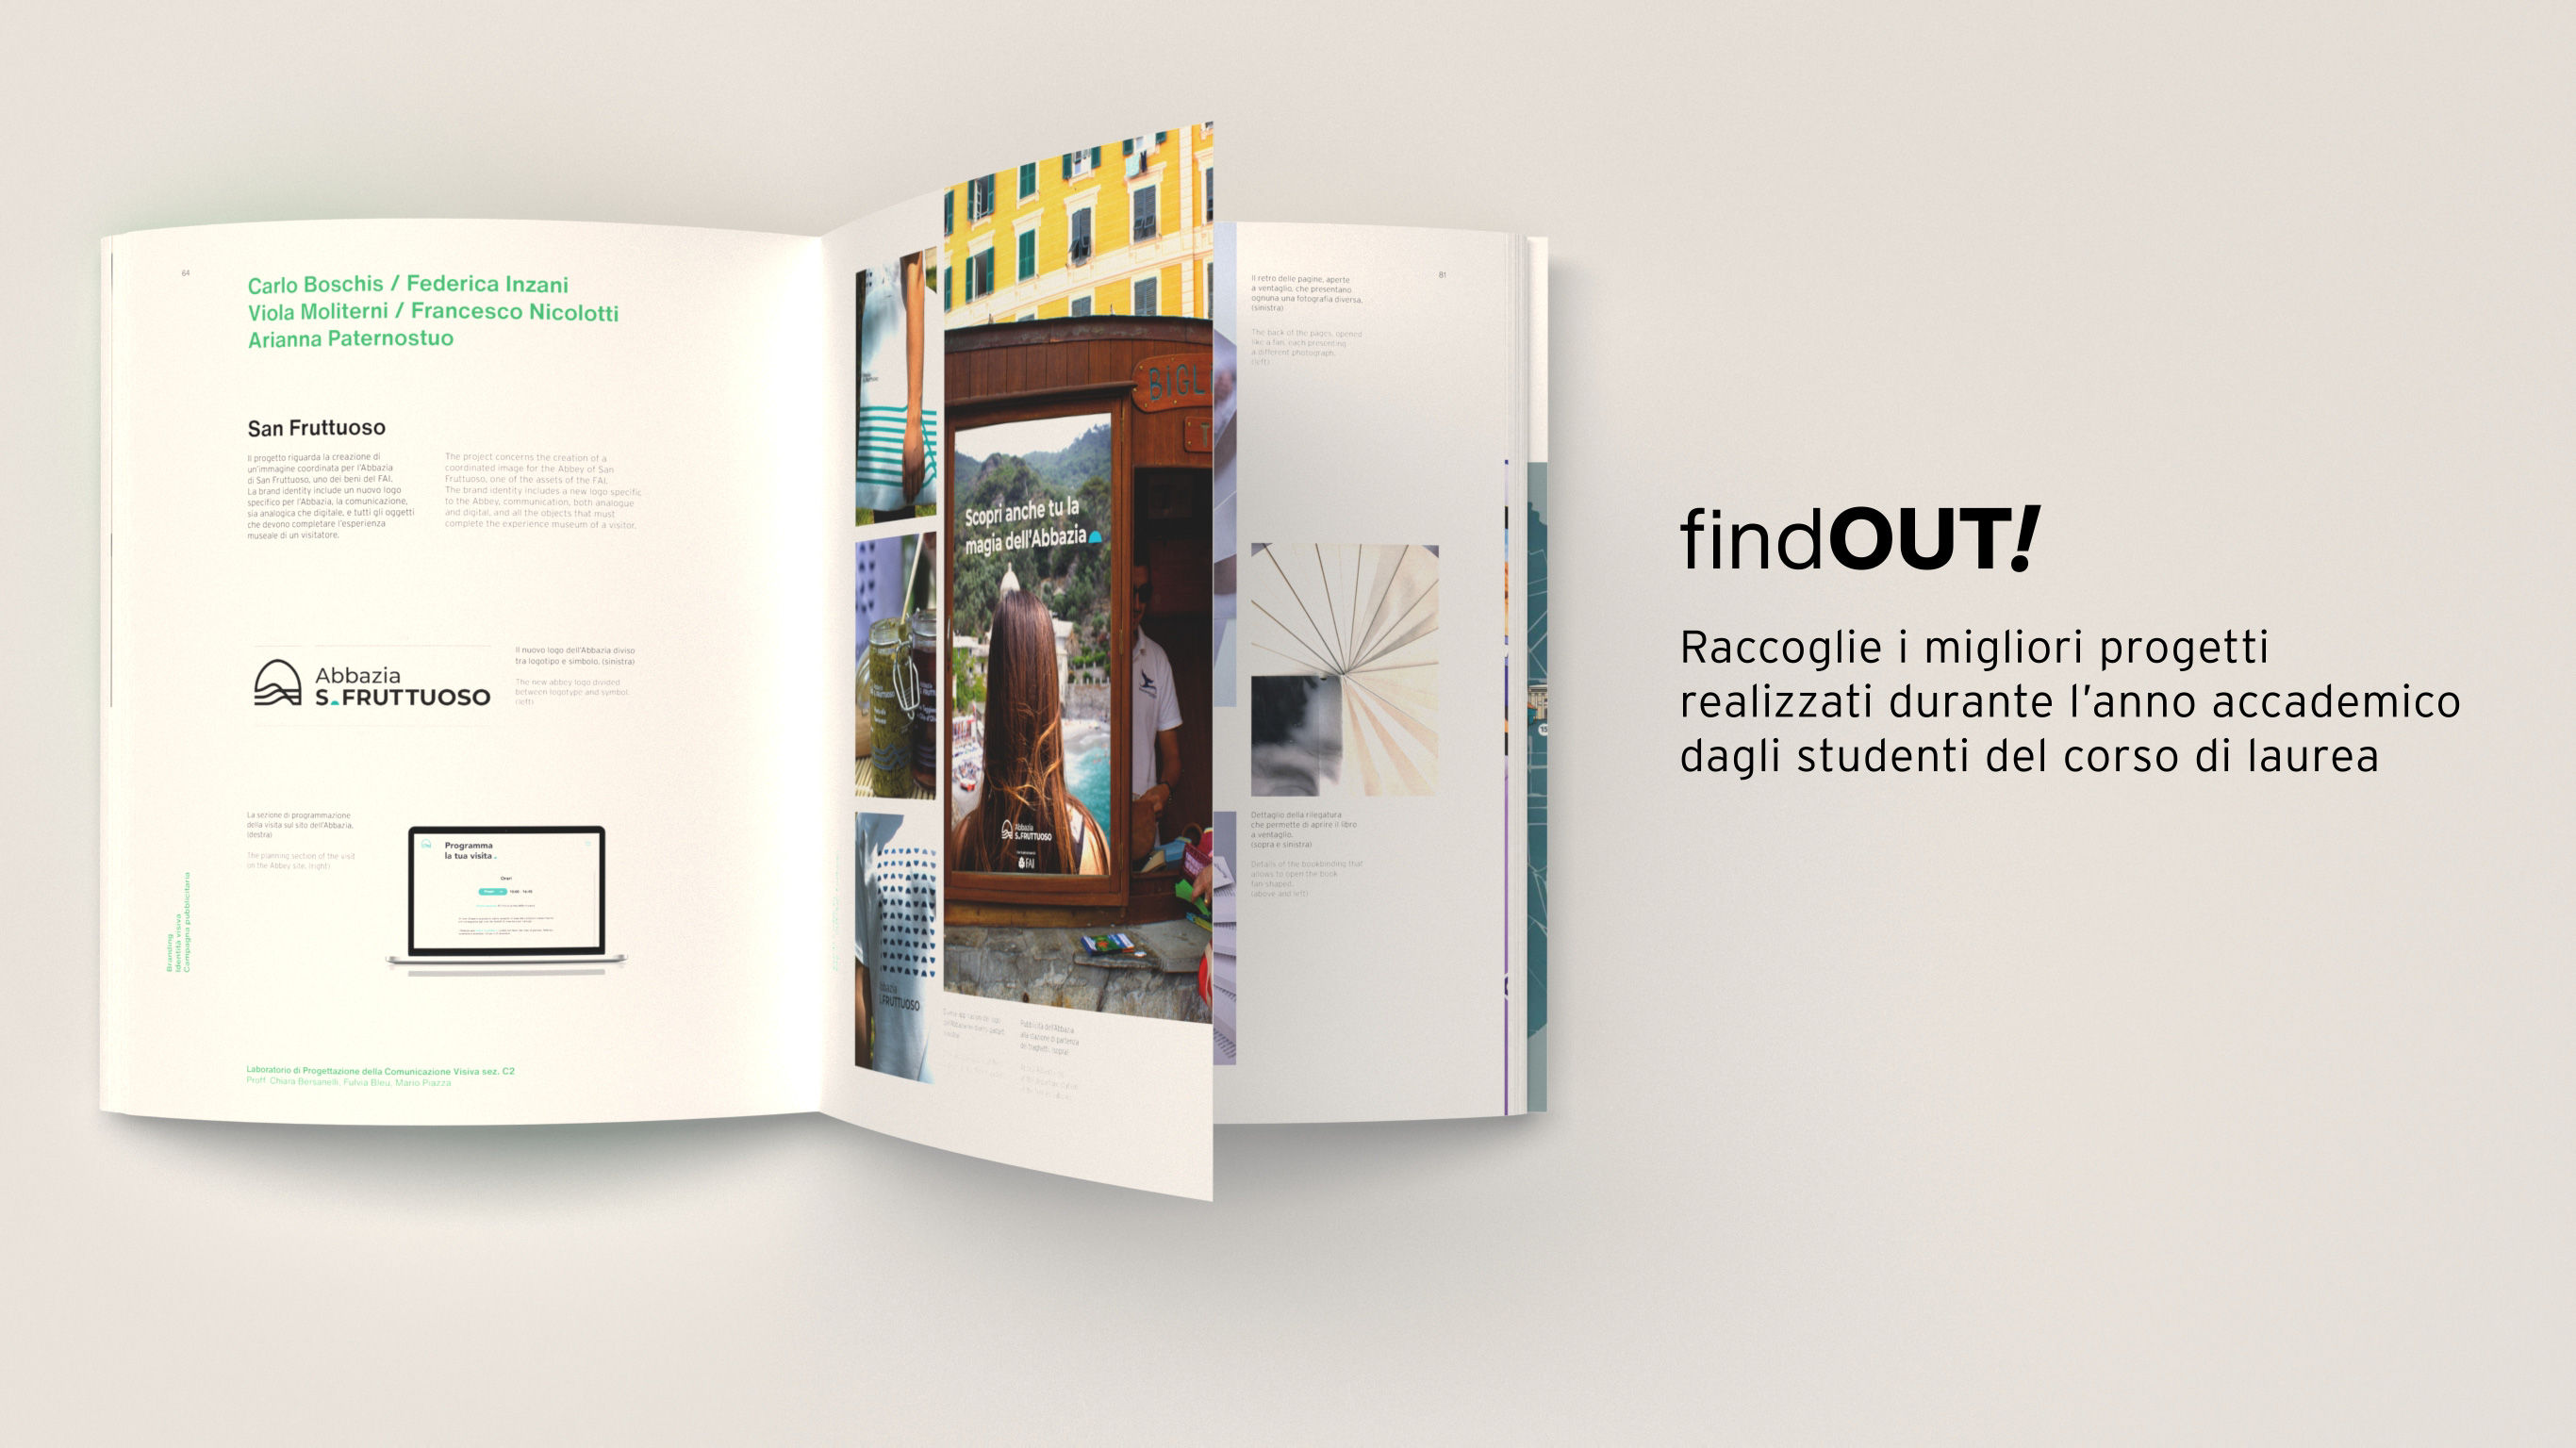 64
Carlo Boschis / Federica Inzani
Viola Moliterni / Francesco Nicolotti
Arianna Paternostuo
San Fruttuoso
Il progetto riguarda la creazione di
un'immagine coordinata per l'Abbazia
di San Fruttuoso, uno dei beni del FAI.
La brand identity include un nuovo logo
specifico per l'Abbazia, la comunicazione,
sia analogica che digitale, e tutti gli oggetti
che devono completare l'esperienza
museale di un visitatore.
The project concerns the creation of a
coordinated image for the Abbey of San
Fruttuoso, one of the assets of the FAI.
The brand identity includes a new logo specific
to the Abbey, communication, both analogue
and digital, and all the objects that must
complete the experience museum of a visitor.
Abbazia
S.FRUTTUOSO
Il nuovo logo dell'Abbazia diviso
tra logotipo e simbolo. (sinistra)
The new abbey logo divided
between logotype and symbol.
(left)
La sezione di programmazione
della visita sul sito dell'Abbazia.
(destra)
The planning section of the visit
on the Abbey site. (right)
Programma
la tua visita.
Orari
Branding
Identità visiva
Campagna pubblicitaria
Laboratorio di Progettazione della Comunicazione Visiva sez. C2
Proff. Chiara Bersanelli, Fulvia Bleu, Mario Piazza
BIGL
T
Scopri anche tu la
magia dell'Abbazia
Abbazia
S.FRUTTUOSO
FAI
FRUTTUOSO
Pubblicità dell'Abbazia
alla stazione di partenza
dei traghetti. (sopra)
81
Il retro delle pagine, aperte
a ventaglio, che presentano
ognuna una fotografia diversa.
(sinistra)
The back of the pages, opened
like a fan, each presenting
a different photograph.
(left)
Dettaglio della rilegatura
che permette di aprire il libro
a ventaglio.
(sopra e sinistra)
Details of the bookbinding that
allows to open the book
fan-shaped.
(above and left)
findOUT!
Raccoglie i migliori progetti
realizzati durante l'anno accademico
dagli studenti del corso di laurea